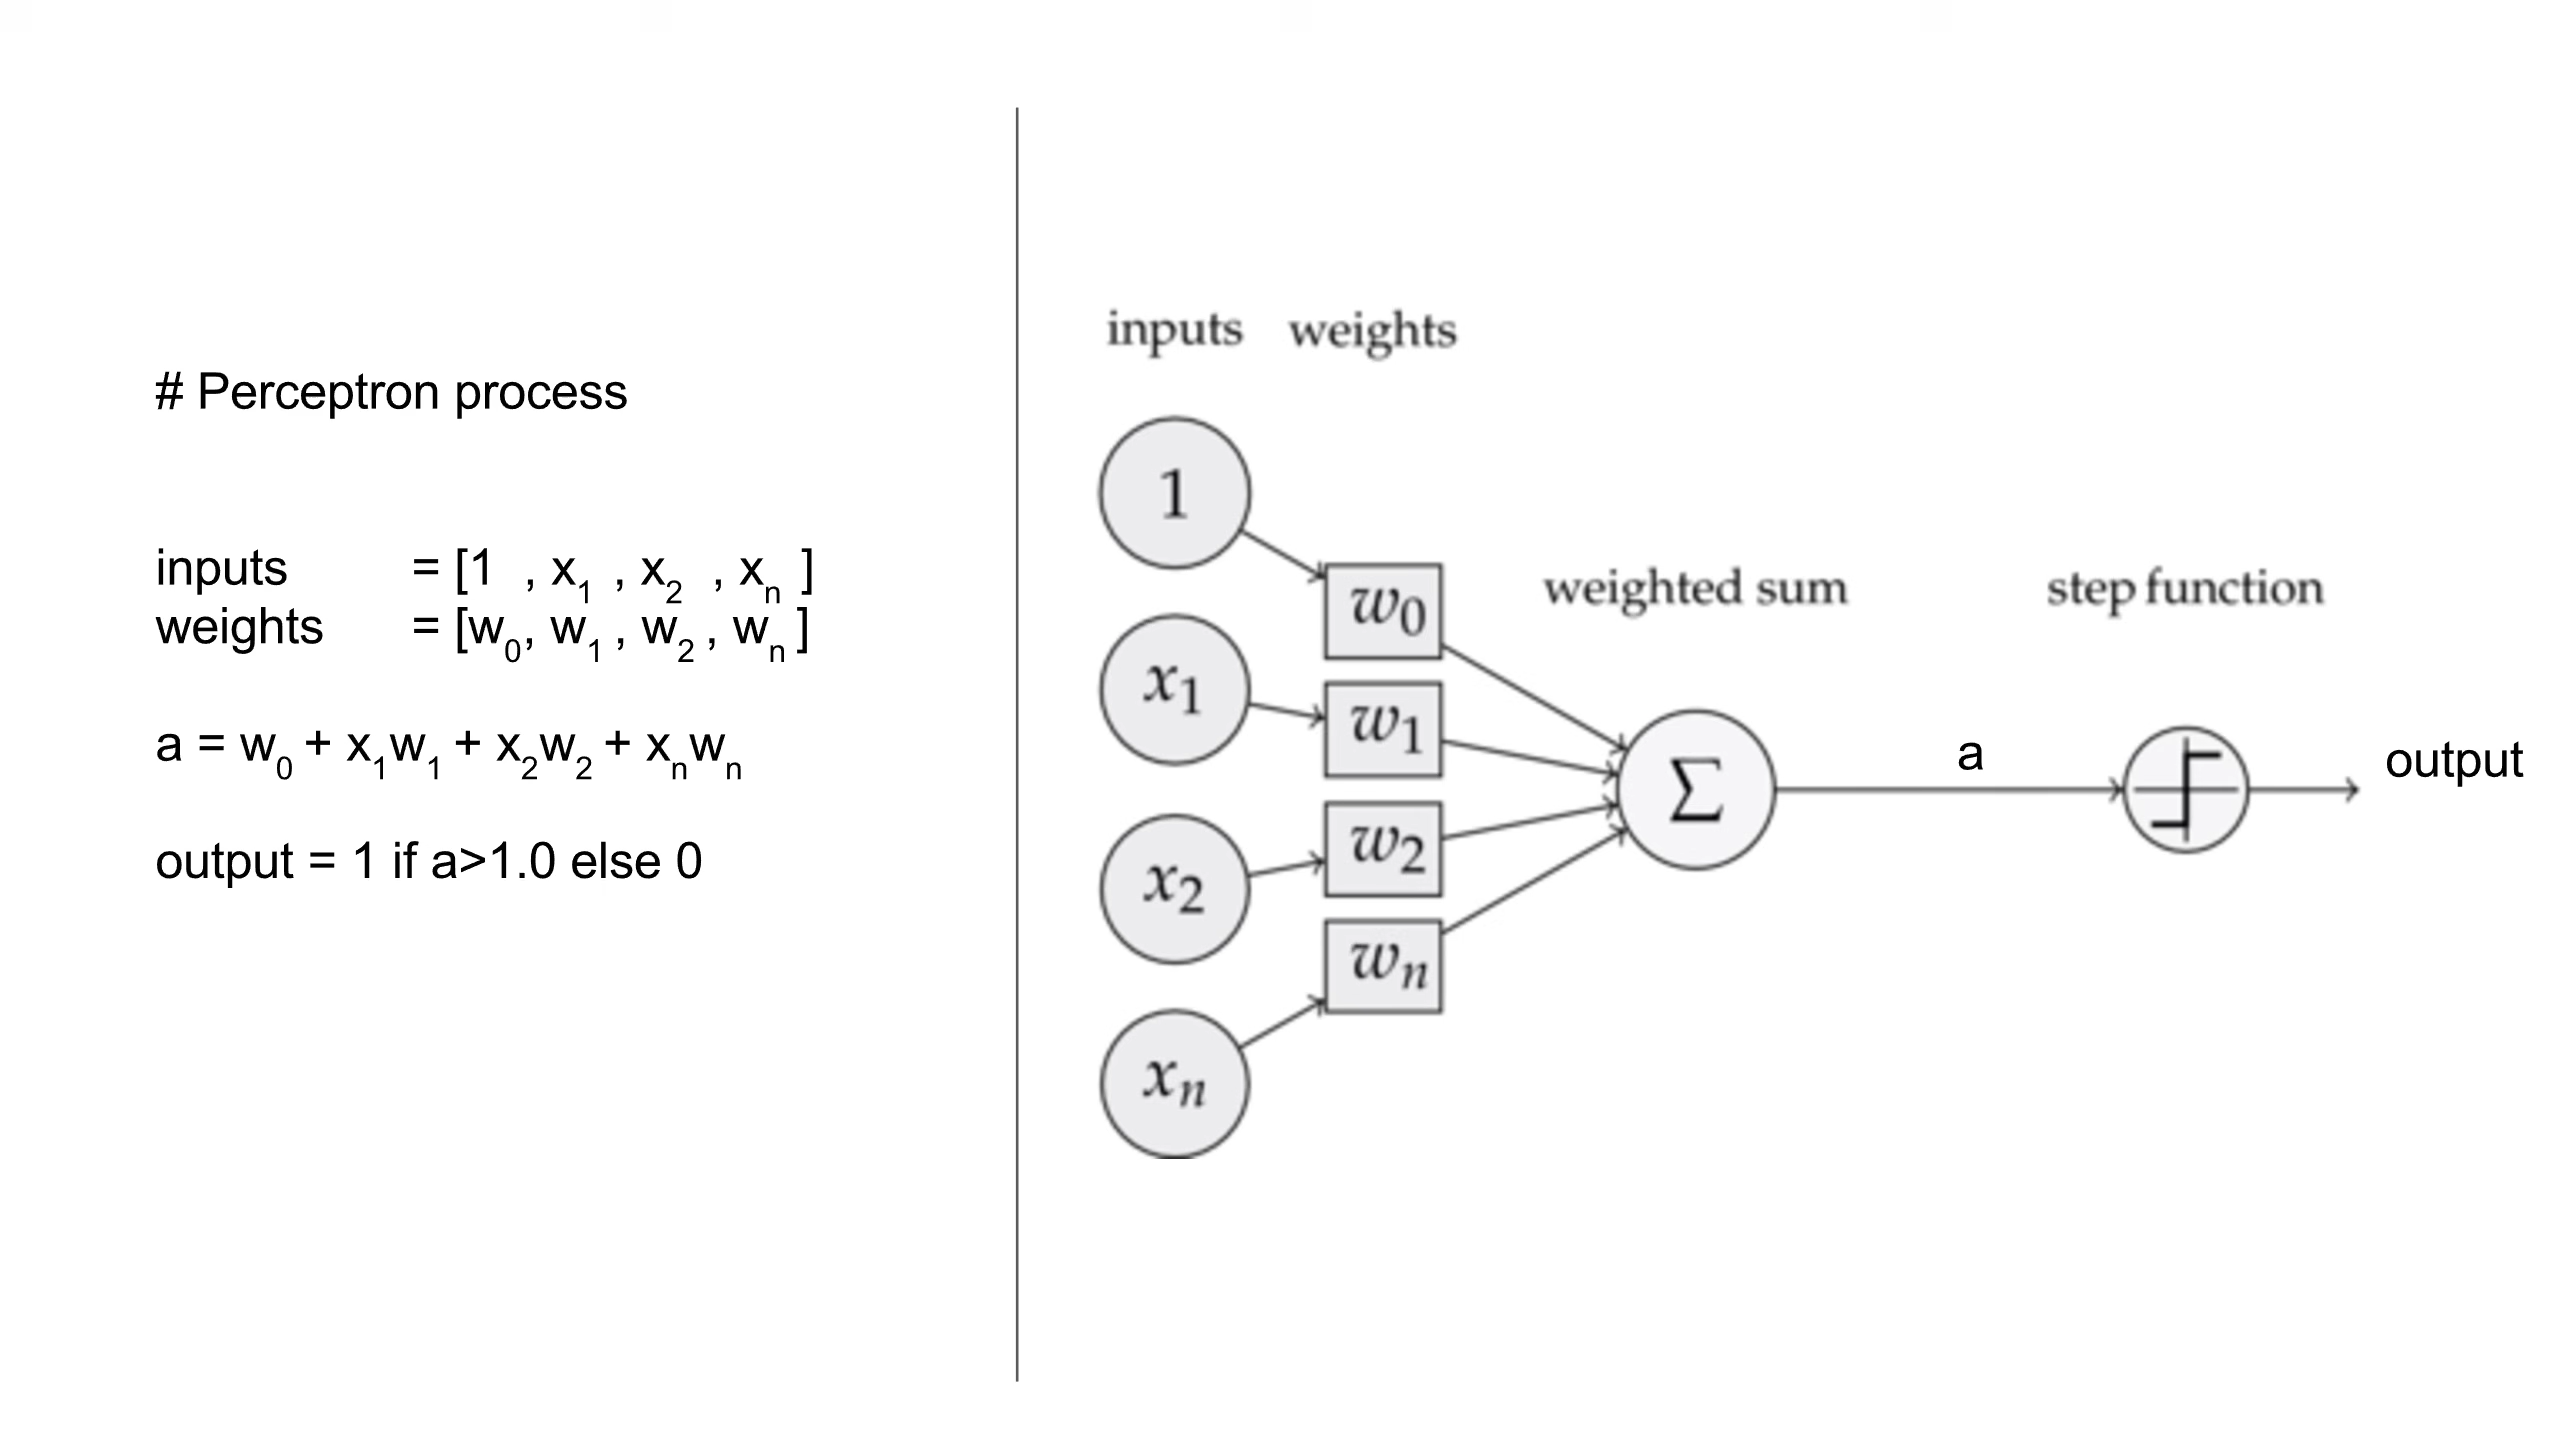 # Perceptron process
inputs = [1 , x₁ , x₂ , xₙ ]
weights = [w₀, w₁ , w₂ , wₙ ]
a = w₀ + x₁w₁ + x₂w₂ + xₙwₙ
output = 1 if a>1.0 else 0
inputs weights
1
w₀
x₁
w₁
x₂
w₂
xₙ
wₙ
weighted sum
Σ
a
step function
output